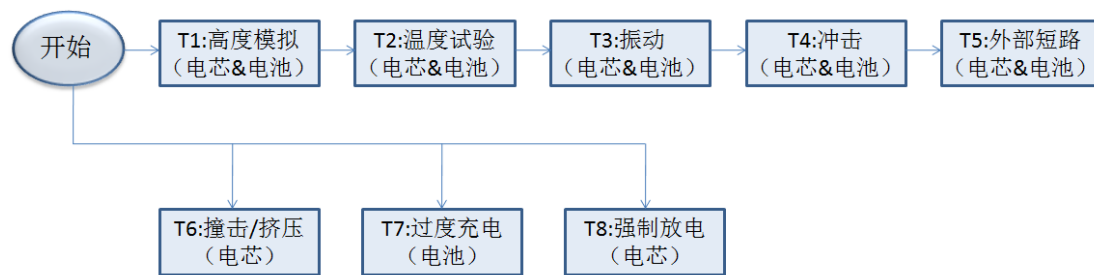 开始
T1:高度模拟
（电芯&电池）
T2:温度试验
（电芯&电池）
T3:振动
（电芯&电池）
T4:冲击
（电芯&电池）
T5:外部短路
（电芯&电池）
T6:撞击/挤压
（电芯）
T7:过度充电
（电池）
T8:强制放电
（电芯）